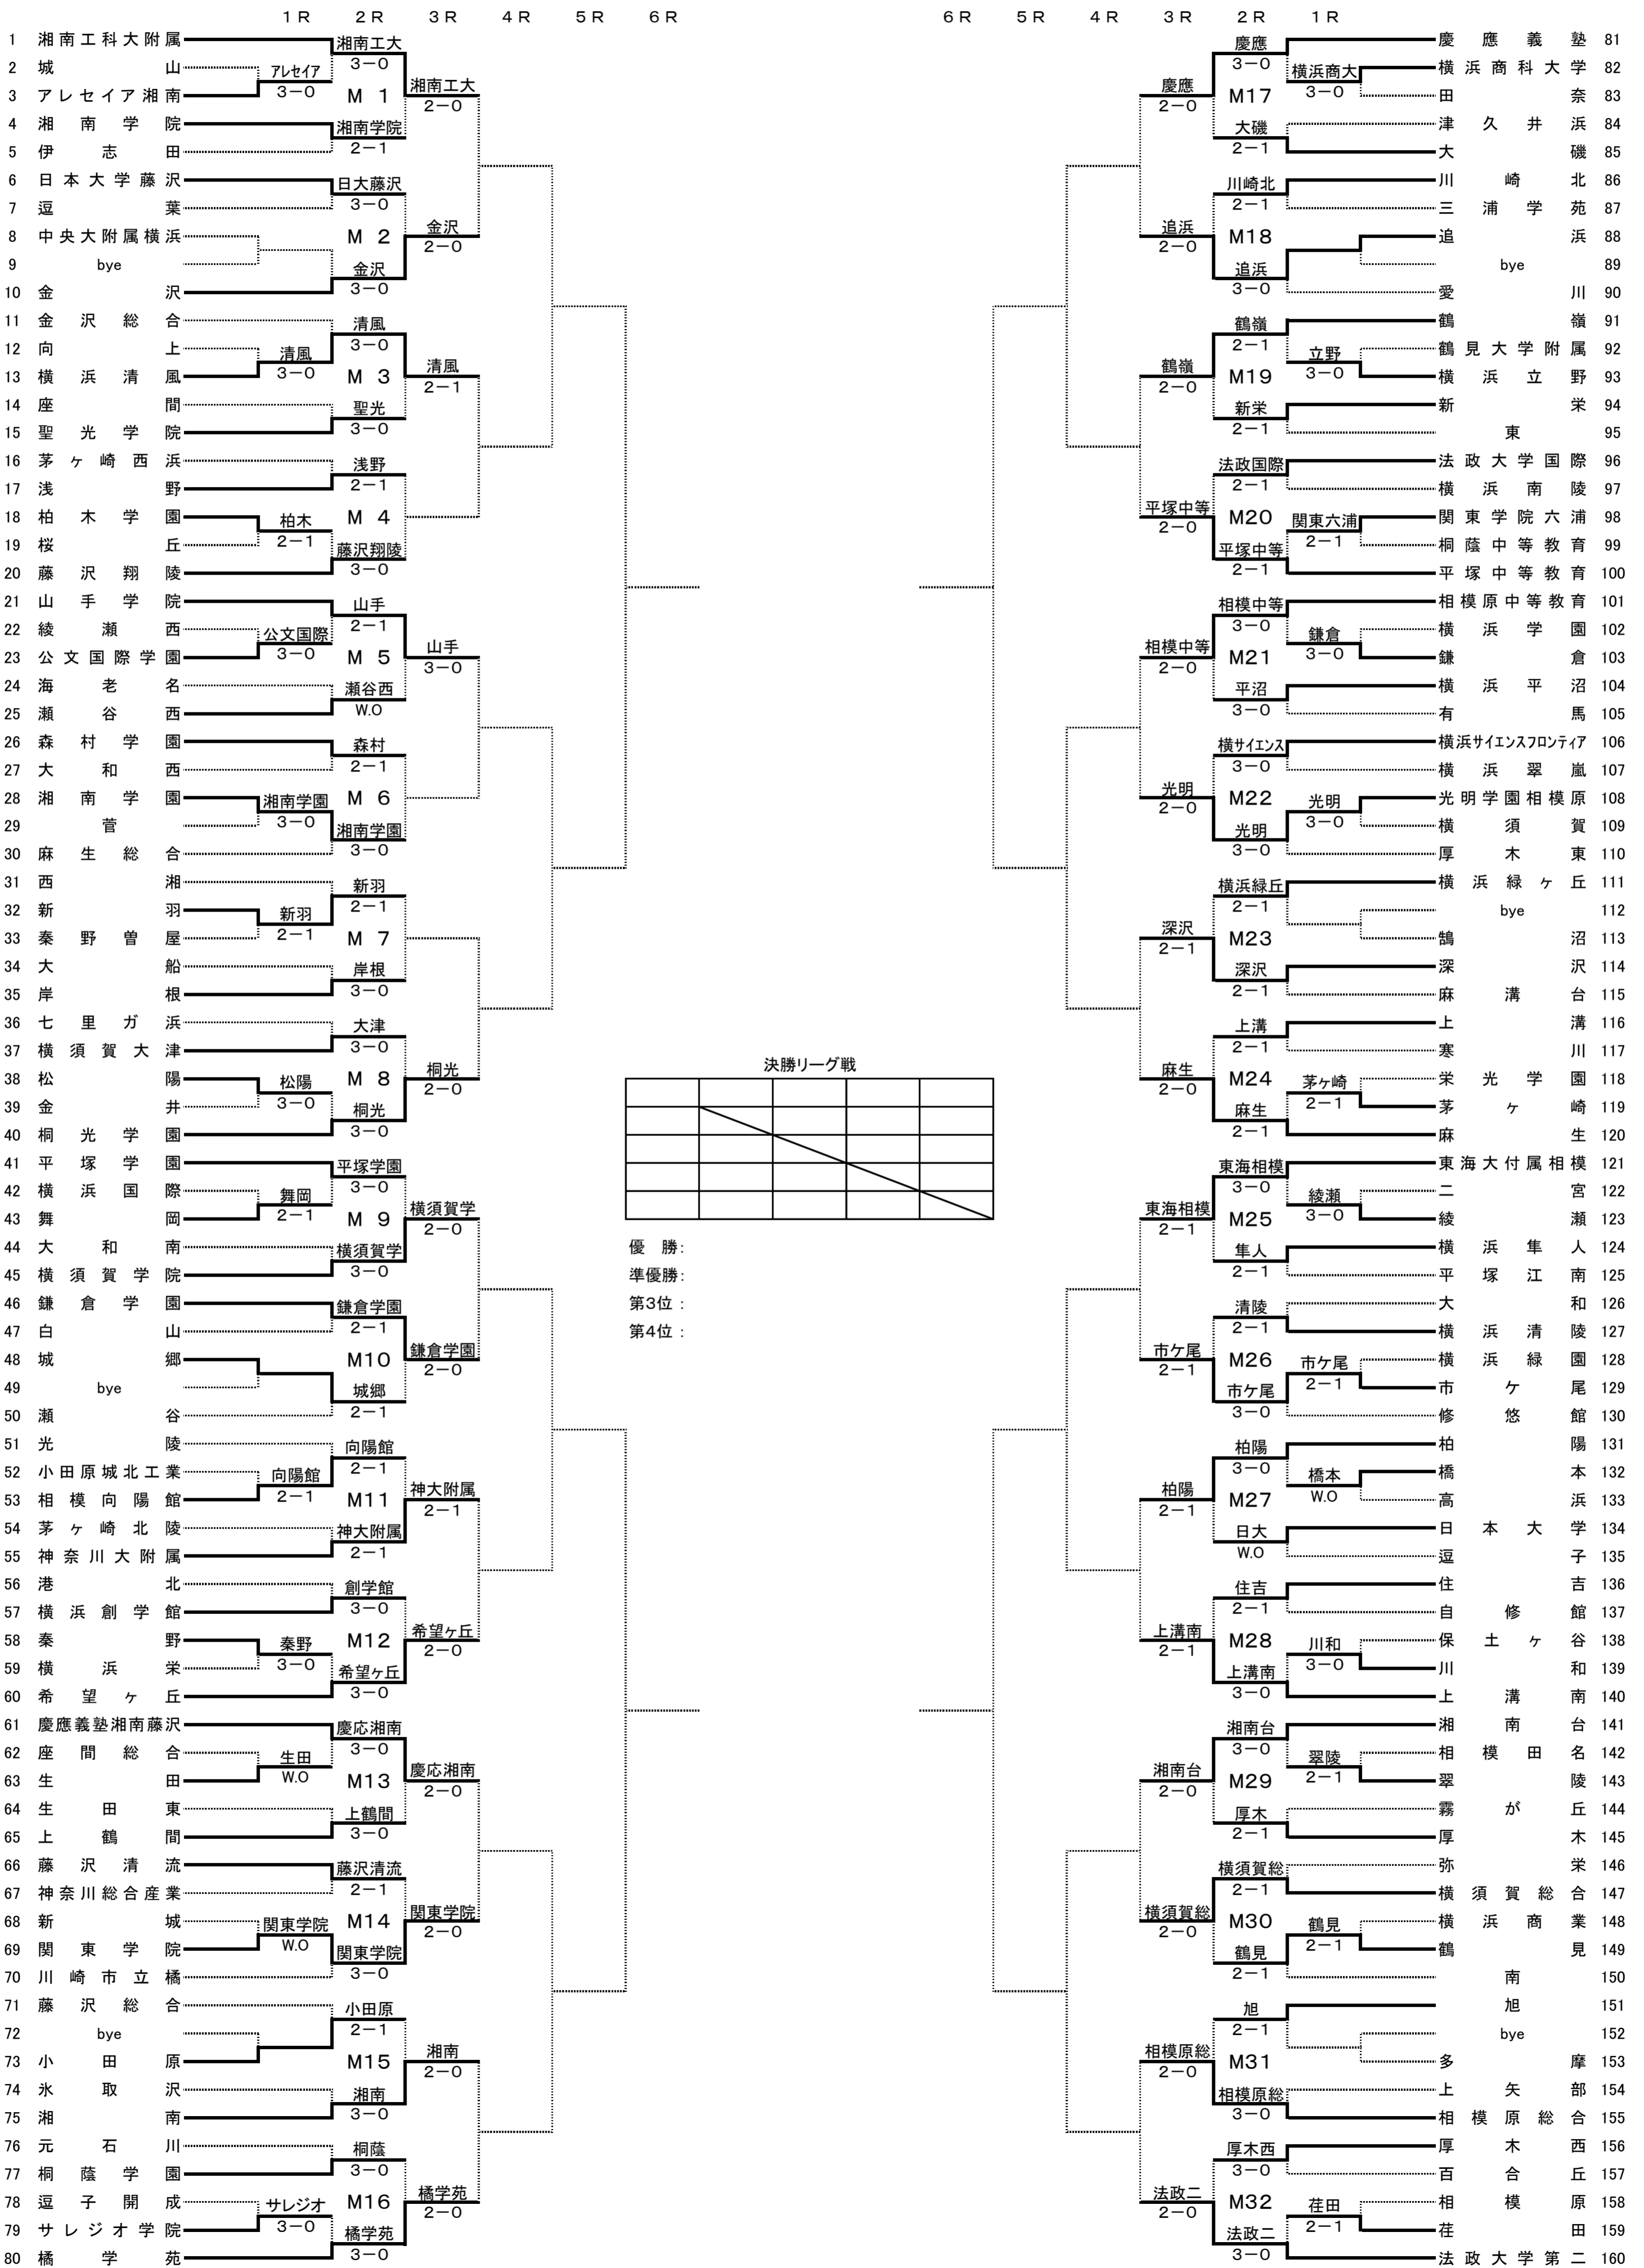 1R 2R 3R 4R 5R 6R 6R 5R 4R 3R 2R 1R
1 湘南工科大附属
2 城山
3 アレセイア湘南
4 湘南学院
5 伊志田
6 日本大学藤沢
7 逗葉
8 中央大附属横浜
9 bye
10 金沢
11 金沢総合
12 向上
13 横浜清風
14 座間
15 聖光学院
16 茅ヶ崎西浜
17 浅野
18 柏木学園
19 桜丘
20 藤沢翔陵
21 山手学院
22 綾瀬西
23 公文国際学園
24 海老名
25 瀬谷西
26 森村学園
27 大和西
28 湘南学園
29 菅
30 麻生総合
31 西湘
32 新羽
33 秦野曽屋
34 大船
35 岸根
36 七里ガ浜
37 横須賀大津
38 松陽
39 金井
40 桐光学園
41 平塚学園
42 横浜国際
43 舞岡
44 大和南
45 横須賀学院
46 鎌倉学園
47 白山
48 城郷
49 bye
50 瀬谷
51 光陵
52 小田原城北工業
53 相模向陽館
54 茅ヶ崎北陵
55 神奈川大附属
56 港北
57 横浜創学館
58 秦野
59 横浜栄
60 希望ヶ丘
61 慶應義塾湘南藤沢
62 座間総合
63 生田
64 生田東
65 上鶴間
66 藤沢清流
67 神奈川総合産業
68 新城
69 関東学院
70 川崎市立橘
71 藤沢総合
72 bye
73 小田原
74 氷取沢
75 湘南
76 元石川
77 桐蔭学園
78 逗子開成
79 サレジオ学院
80 橘学苑
アレセイア
3-0
清風
3-0
柏木
2-1
公文国際
3-0
湘南学園
3-0
新羽
2-1
松陽
3-0
舞岡
2-1
向陽館
2-1
秦野
3-0
生田
W.O
関東学院
W.O
サレジオ
3-0
湘南工大
3-0
M 1
湘南学院
2-1
日大藤沢
3-0
M 2
金沢
3-0
清風
3-0
M 3
聖光
3-0
浅野
2-1
M 4
藤沢翔陵
3-0
山手
2-1
M 5
瀬谷西
W.O
森村
2-1
M 6
湘南学園
3-0
新羽
2-1
M 7
岸根
3-0
大津
3-0
M 8
桐光
3-0
平塚学園
3-0
M 9
横須賀学
3-0
鎌倉学園
2-1
M10
城郷
2-1
向陽館
2-1
M11
神大附属
2-1
創学館
3-0
M12
希望ヶ丘
3-0
慶応湘南
3-0
M13
上鶴間
3-0
藤沢清流
2-1
M14
関東学院
3-0
小田原
2-1
M15
湘南
3-0
桐蔭
3-0
M16
橘学苑
3-0
湘南工大
2-0
金沢
2-0
清風
2-1
山手
3-0
桐光
2-0
横須賀学
2-0
鎌倉学園
2-0
神大附属
2-1
希望ヶ丘
2-0
慶応湘南
2-0
関東学院
2-0
湘南
2-0
橘学苑
2-0
決勝リーグ戦
優 勝:
準優勝:
第3位:
第4位:
慶應
2-0
追浜
2-0
鶴嶺
2-0
平塚中等
2-0
相模中等
2-0
光明
2-0
深沢
2-1
麻生
2-0
東海相模
2-1
市ケ尾
2-1
柏陽
2-1
上溝南
2-1
湘南台
2-0
横須賀総
2-0
相模原総
2-0
法政二
2-0
慶應
3-0
M17
大磯
2-1
川崎北
2-1
M18
追浜
3-0
鶴嶺
2-1
M19
新栄
2-1
法政国際
2-1
M20
平塚中等
2-1
相模中等
3-0
M21
平沼
3-0
横サイエンス
3-0
M22
光明
3-0
横浜緑丘
2-1
M23
深沢
2-1
上溝
2-1
M24
麻生
2-1
東海相模
3-0
M25
隼人
2-1
清陵
2-1
M26
市ケ尾
3-0
柏陽
3-0
M27
日大
W.O
住吉
2-1
M28
上溝南
3-0
湘南台
3-0
M29
厚木
2-1
横須賀総
2-1
M30
鶴見
2-1
旭
2-1
M31
相模原総
3-0
厚木西
3-0
M32
法政二
3-0
横浜商大
3-0
立野
3-0
関東六浦
2-1
鎌倉
3-0
光明
3-0
茅ヶ崎
2-1
綾瀬
3-0
市ケ尾
2-1
橋本
W.O
川和
3-0
翠陵
2-1
鶴見
2-1
荏田
2-1
慶應義塾 81
横浜商科大学 82
田奈 83
津久井浜 84
大磯 85
川崎北 86
三浦学苑 87
追浜 88
bye 89
愛川 90
鶴嶺 91
鶴見大学附属 92
横浜立野 93
新栄 94
東 95
法政大学国際 96
横浜南陵 97
関東学院六浦 98
桐蔭中等教育 99
平塚中等教育 100
相模原中等教育 101
横浜学園 102
鎌倉 103
横浜平沼 104
有馬 105
横浜サイエンスフロンティア 106
横浜翠嵐 107
光明学園相模原 108
横須賀 109
厚木東 110
横浜緑ヶ丘 111
bye 112
鵠沼 113
深沢 114
麻溝台 115
上溝 116
寒川 117
栄光学園 118
茅ヶ崎 119
麻生 120
東海大付属相模 121
二宮 122
綾瀬 123
横浜隼人 124
平塚江南 125
大和 126
横浜清陵 127
横浜緑園 128
市ケ尾 129
修悠館 130
柏陽 131
橋本 132
高浜 133
日本大学 134
逗子 135
住吉 136
自修館 137
保土ヶ谷 138
川和 139
上溝南 140
湘南台 141
相模田名 142
翠陵 143
霧が丘 144
厚木 145
弥栄 146
横須賀総合 147
横浜商業 148
鶴見 149
南 150
旭 151
bye 152
多摩 153
上矢部 154
相模原総合 155
厚木西 156
百合丘 157
相模原 158
荏田 159
法政大学第二 160